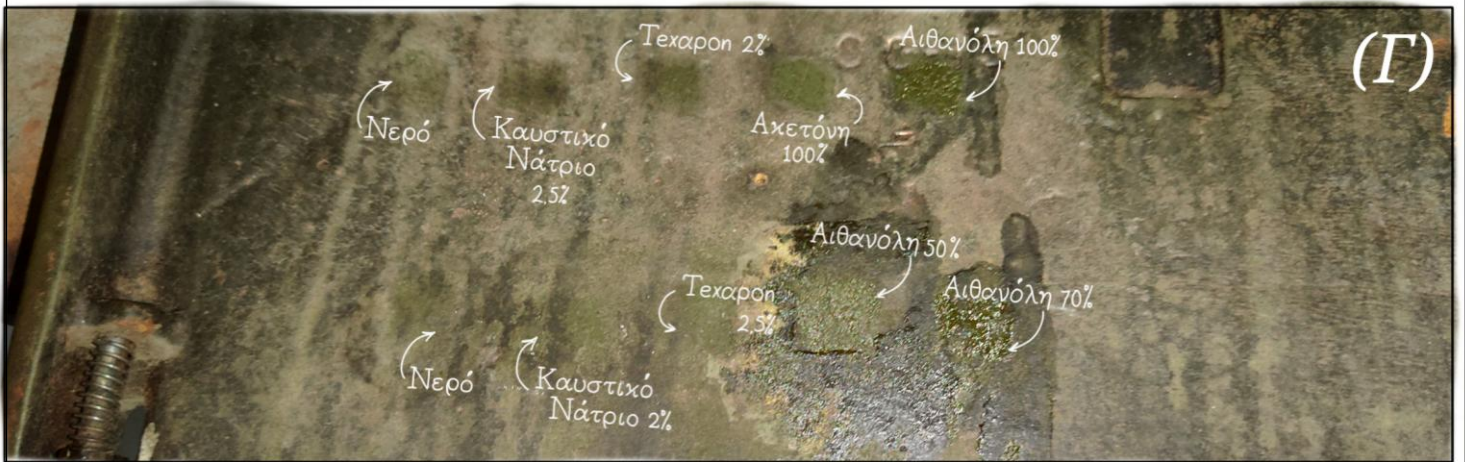 Texapon 2%
Αιθανόλη 100%
(Γ)
Νερό
Καυστικό
Νάτριο
2,5%
Ακετόνη
100%
Αιθανόλη 50%
Texapon
2,5%
Αιθανόλη 70%
Νερό
Καυστικό
Νάτριο 2%